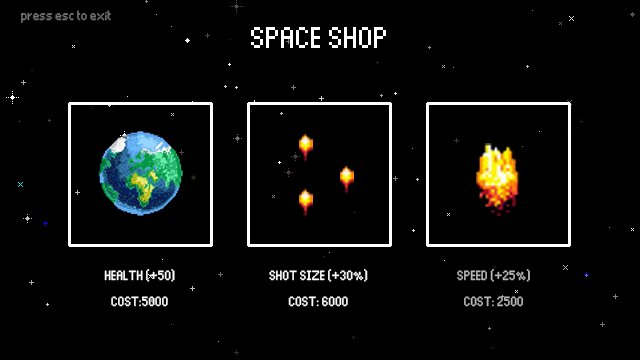 press esc to exit
SPACE SHOP
HEALTH (+50)
SHOT SIZE (+30%)
SPEED (+25%)
COST:5000
COST: 6000
COST: 2500